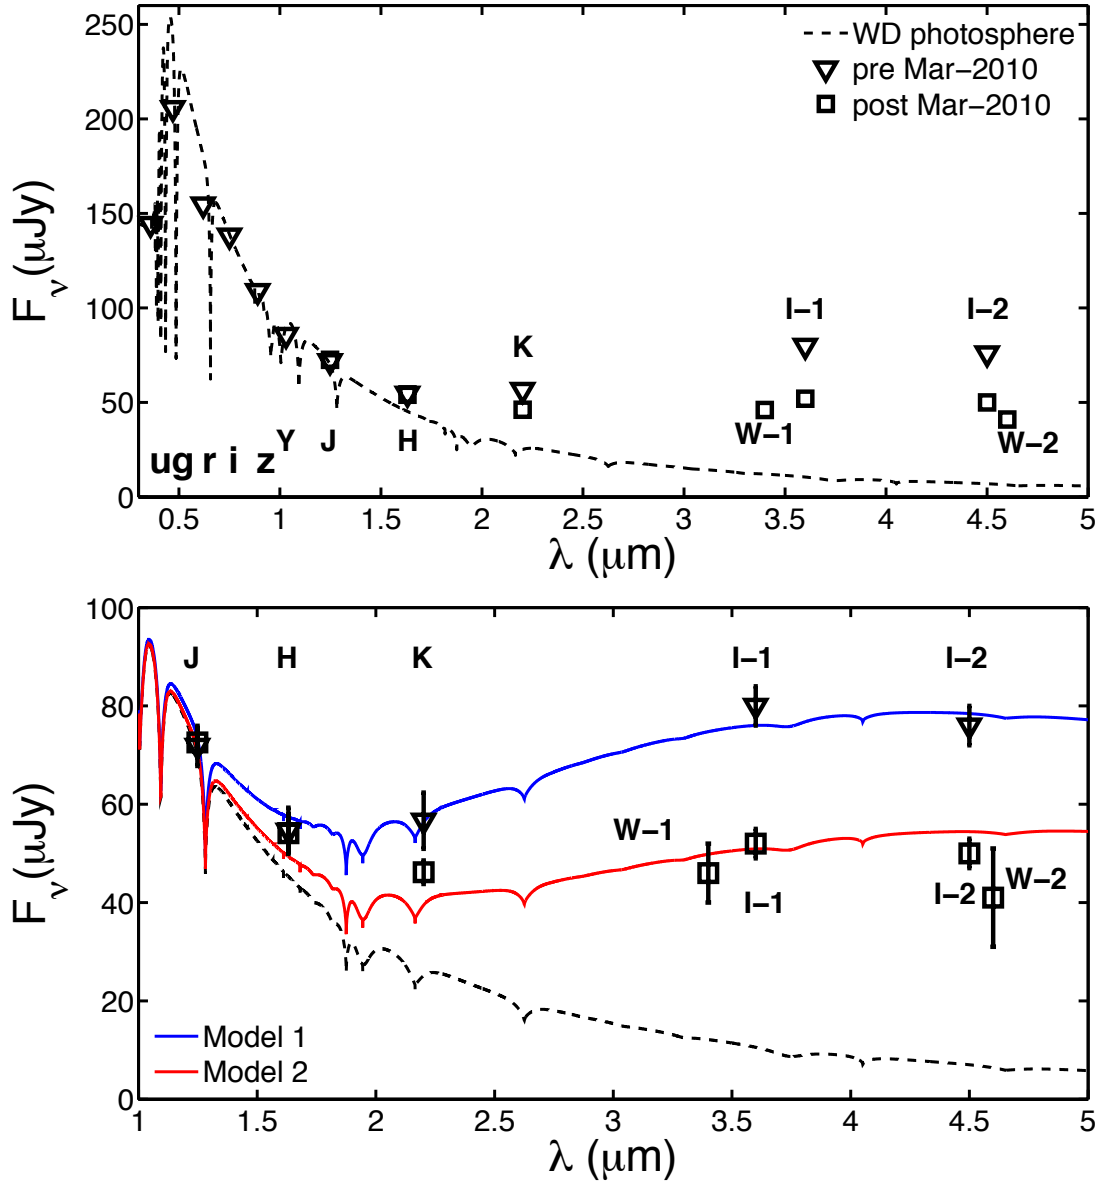 250
200
150
100
50
0
F_ν (μJy)
WD photosphere
pre Mar−2010
post Mar−2010
K
I−1
I−2
W−1
W−2
u g r i z Y J H
0.5 1 1.5 2 2.5 3 3.5 4 4.5 5
λ (μm)
100
80
60
40
20
0
F_ν (μJy)
J H K I−1 I−2
W−1
I−1
I−2
W−2
Model 1
Model 2
1 1.5 2 2.5 3 3.5 4 4.5 5
λ (μm)